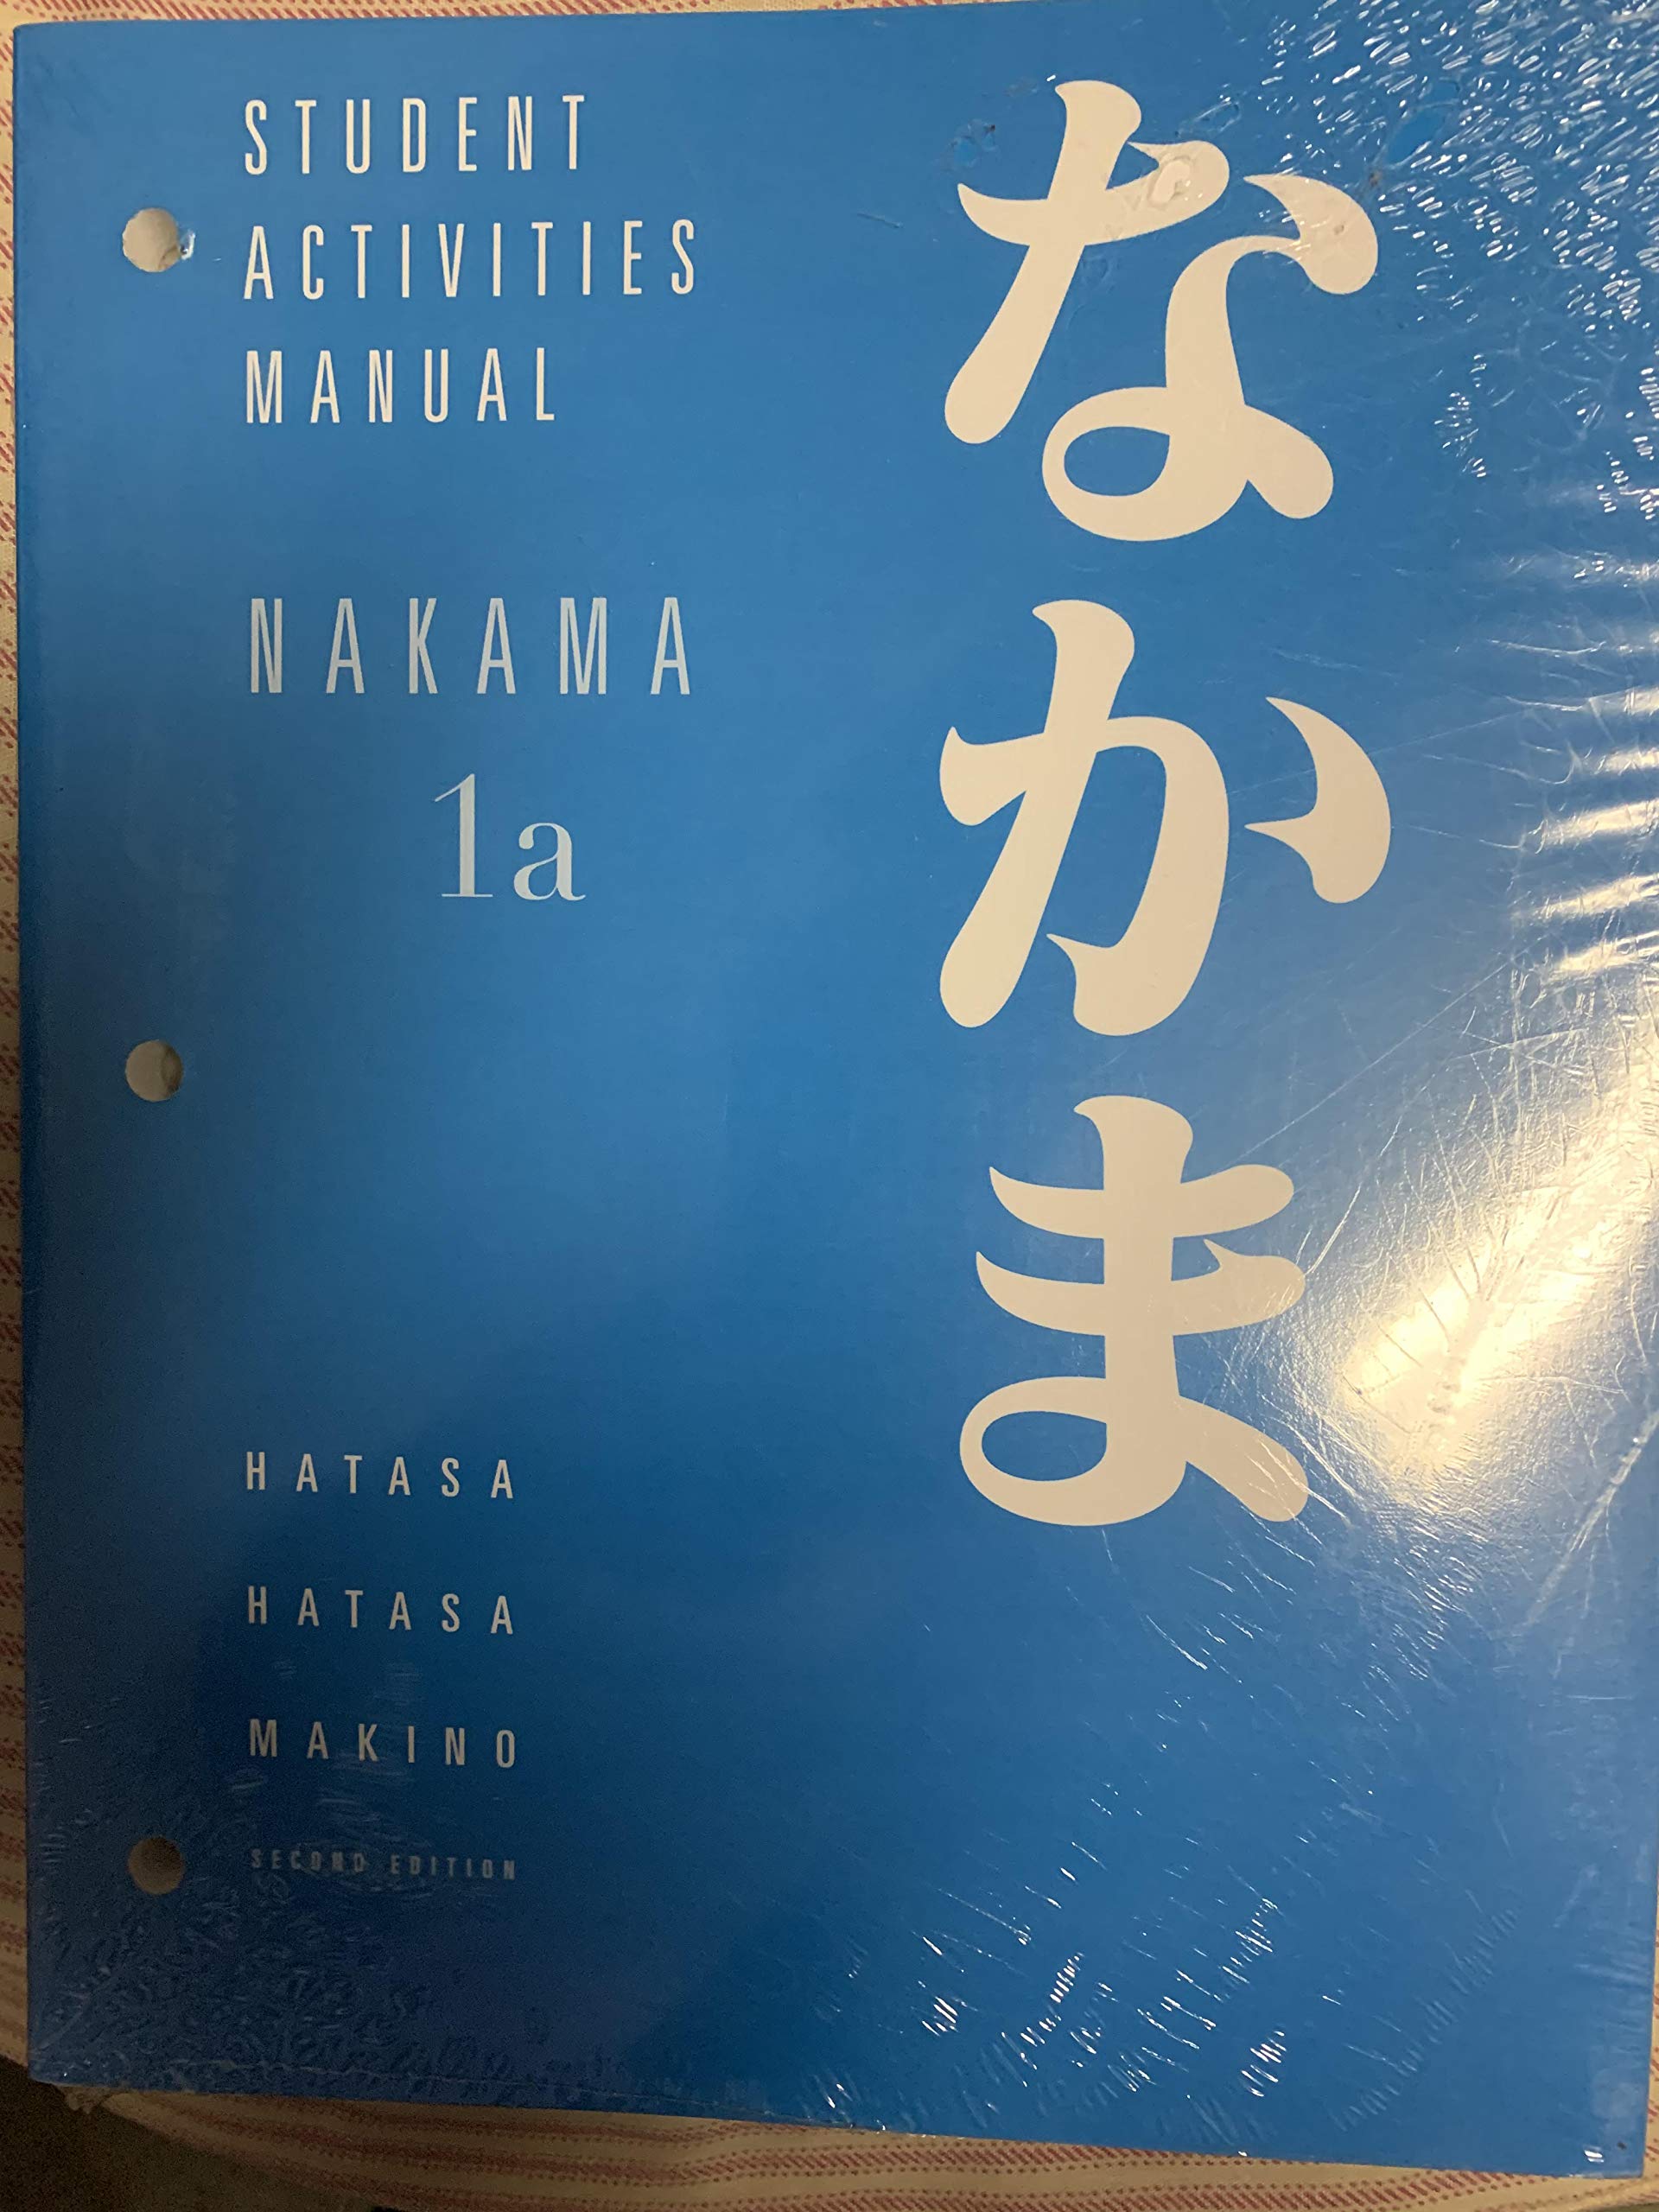 STUDENT
ACTIVITIES
MANUAL
NAKAMA
1a
なかま
HATASA
HATASA
MAKINO
SECOND EDITION